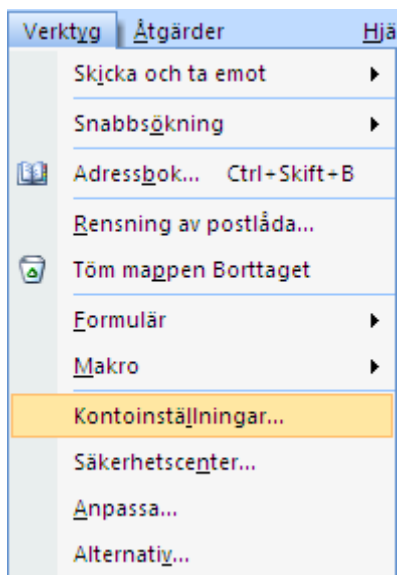 Verktyg Åtgärder Hjä
Skicka och ta emot
Snabbsökning
Adressbok... Ctrl+Skift+B
Rensning av postlåda...
Töm mappen Borttaget
Formulär
Makro
Kontoinställningar...
Säkerhetscenter...
Anpassa...
Alternativ...